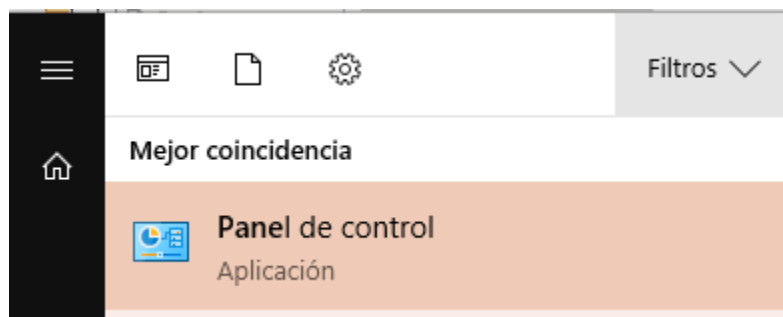 Filtros
Mejor coincidencia
Panel de control
Aplicación